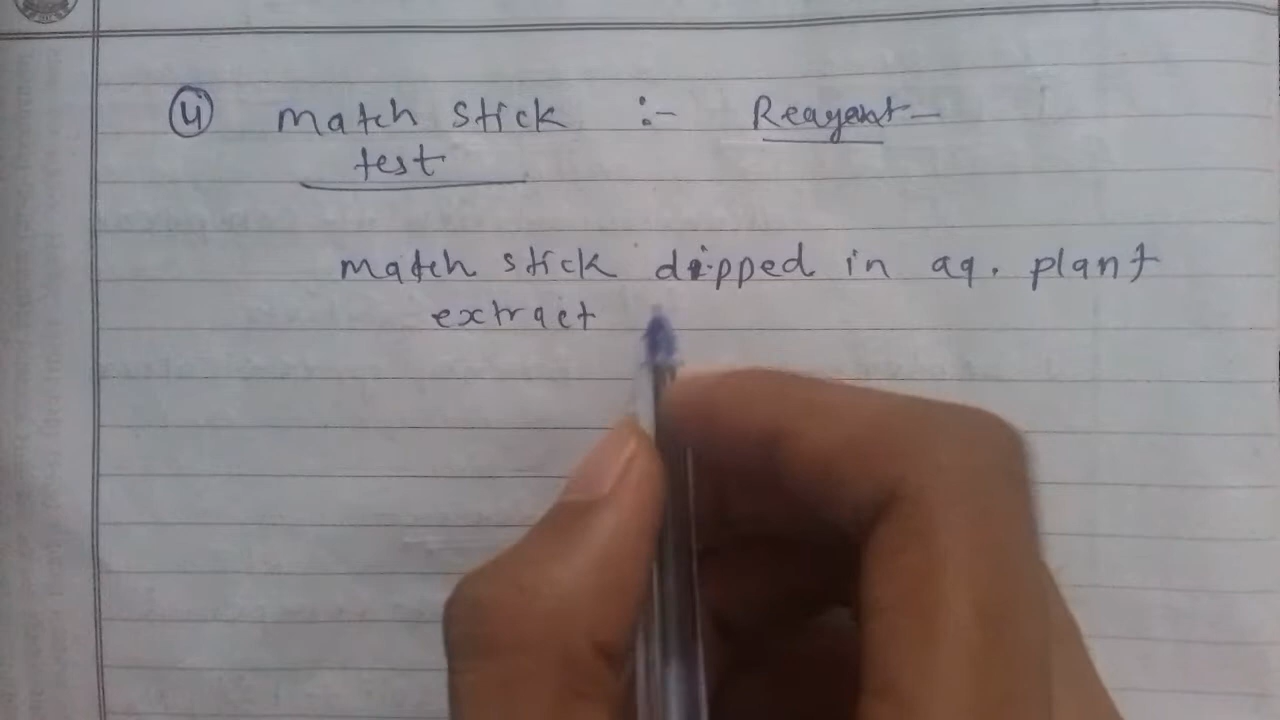 4 match stick :- Reagent-
test
match stick dipped in aq. plant
extract